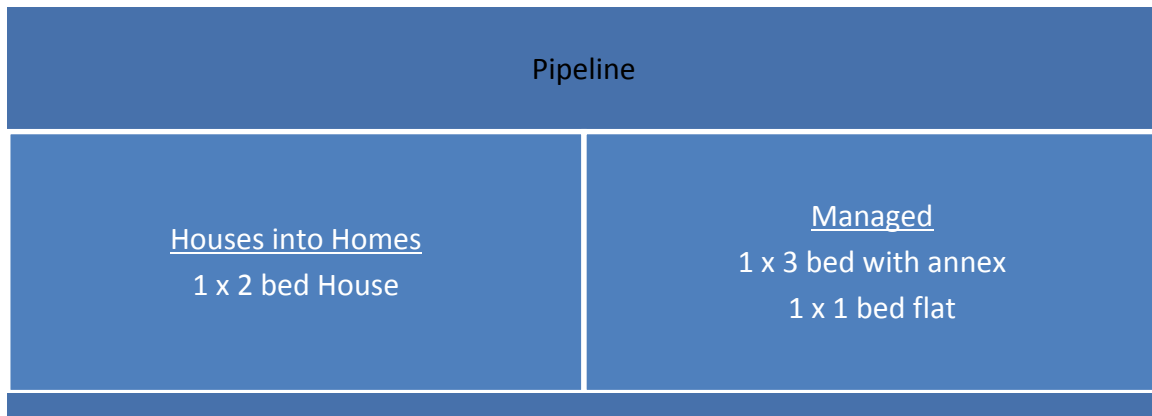 Pipeline
Houses into Homes
1 x 2 bed House
Managed
1 x 3 bed with annex
1 x 1 bed flat